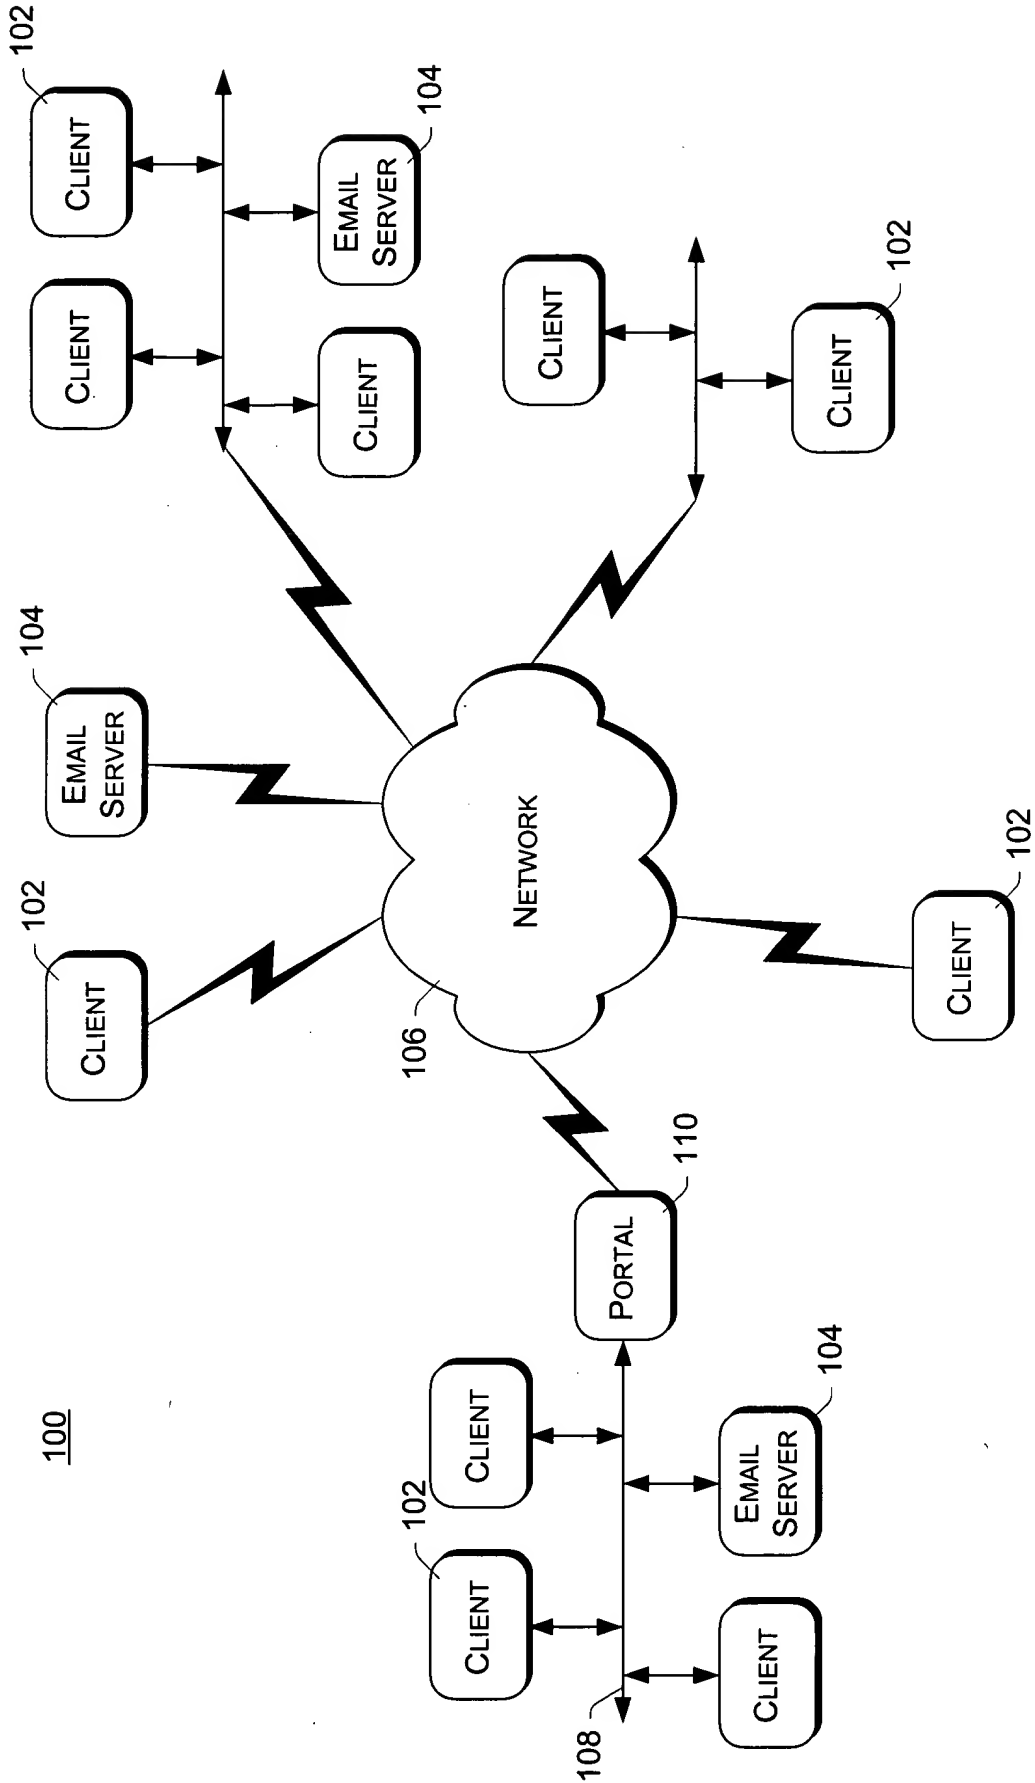 100
102
104
102
CLIENT
EMAIL
SERVER
CLIENT
CLIENT
EMAIL
SERVER
104
CLIENT
102
106
CLIENT
CLIENT
NETWORK
CLIENT
108
PORTAL
110
EMAIL
SERVER
104
CLIENT
CLIENT
102
CLIENT
102